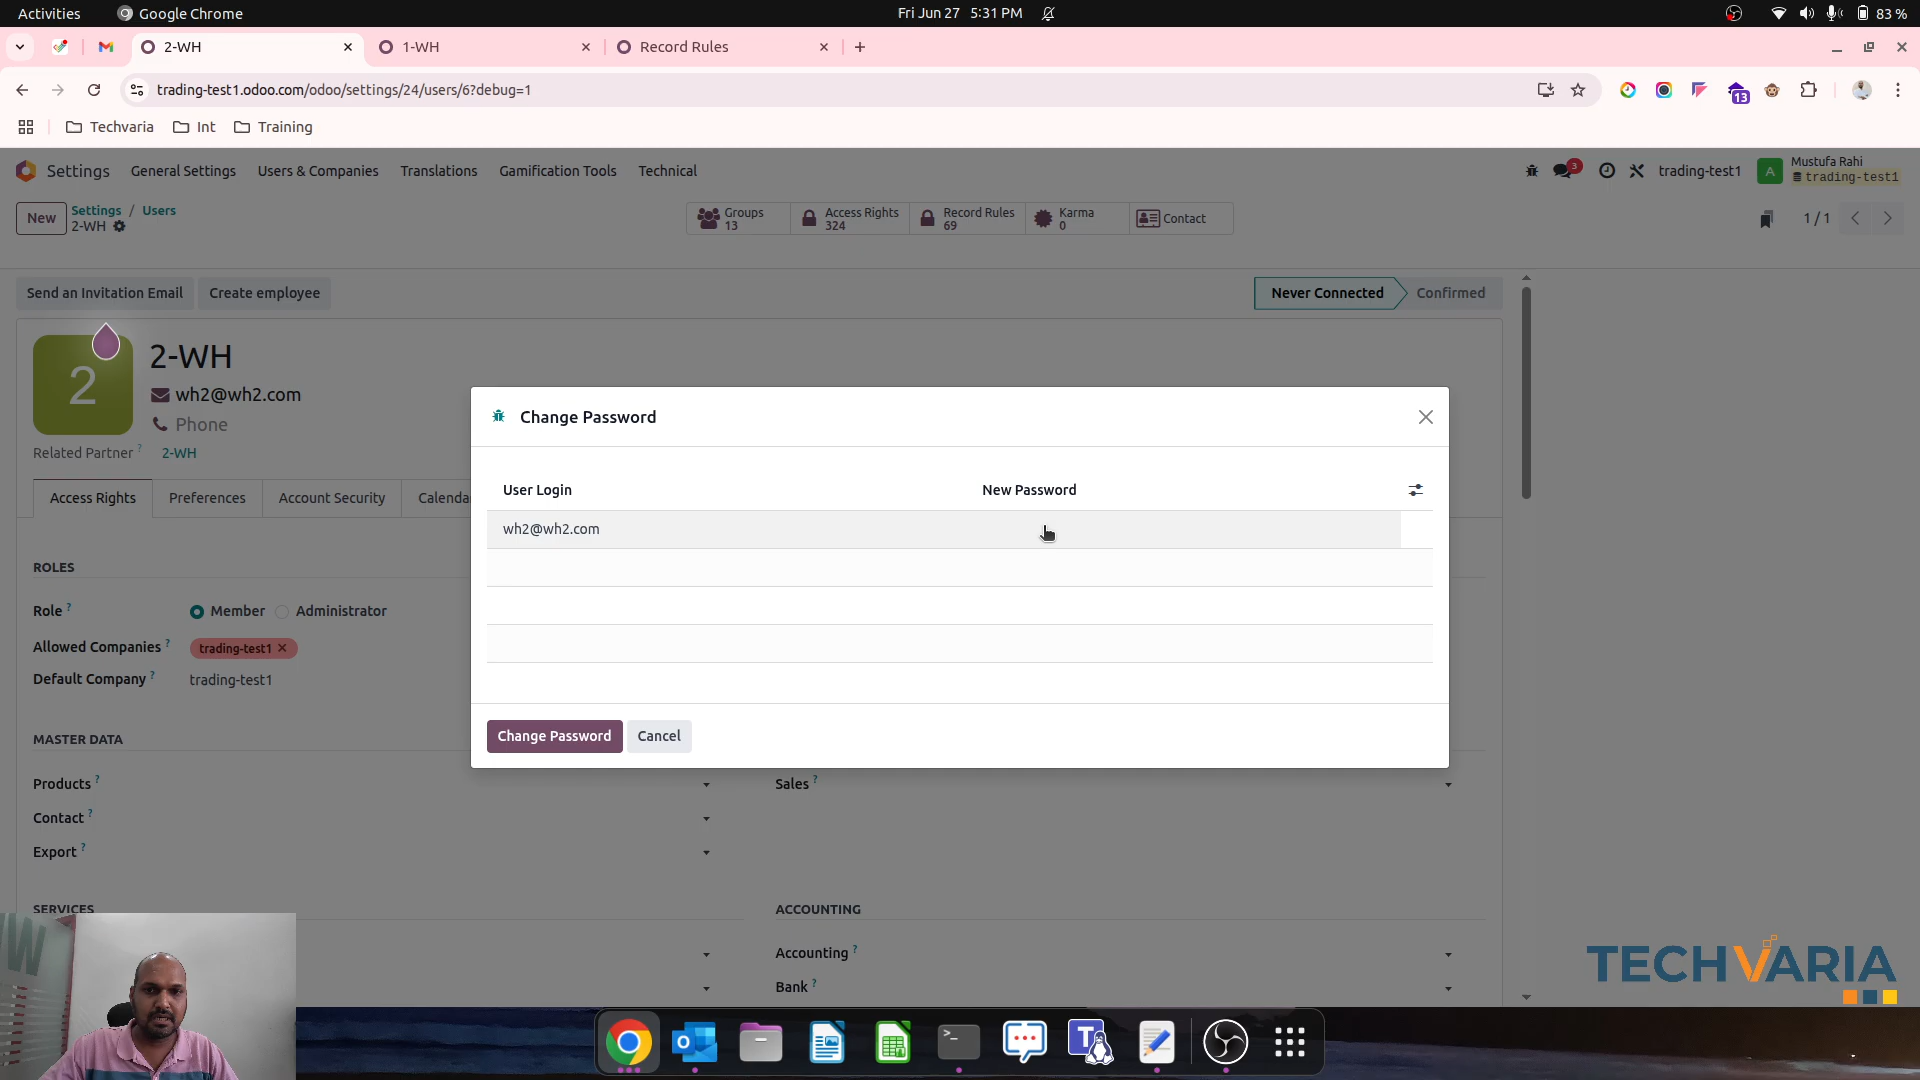 Activities Google Chrome Fri Jun 27 5:31 PM 83 %
2-WH 1-WH Record Rules
trading-test1.odoo.com/odoo/settings/24/users/6?debug=1 13
Techvaria Int Training
Settings General Settings Users & Companies Translations Gamification Tools Technical 3 trading-test1 A Mustufa Rahi
trading-test1
New Settings / Users
2-WH
Groups 13 Access Rights 324 Record Rules 69 Karma 0 Contact 1 / 1
Send an Invitation Email Create employee Never Connected Confirmed
2 2-WH
wh2@wh2.com
Phone
Related Partner ? 2-WH
Access Rights Preferences Account Security Calenda
Change Password
User Login New Password
wh2@wh2.com
Change Password Cancel
ROLES
Role ? Member Administrator
Allowed Companies ? trading-test1
Default Company ? trading-test1
MASTER DATA
Products ? Sales ?
Contact ?
Export ?
SERVICES ACCOUNTING
Accounting ?
Bank ?
TECHVARIA